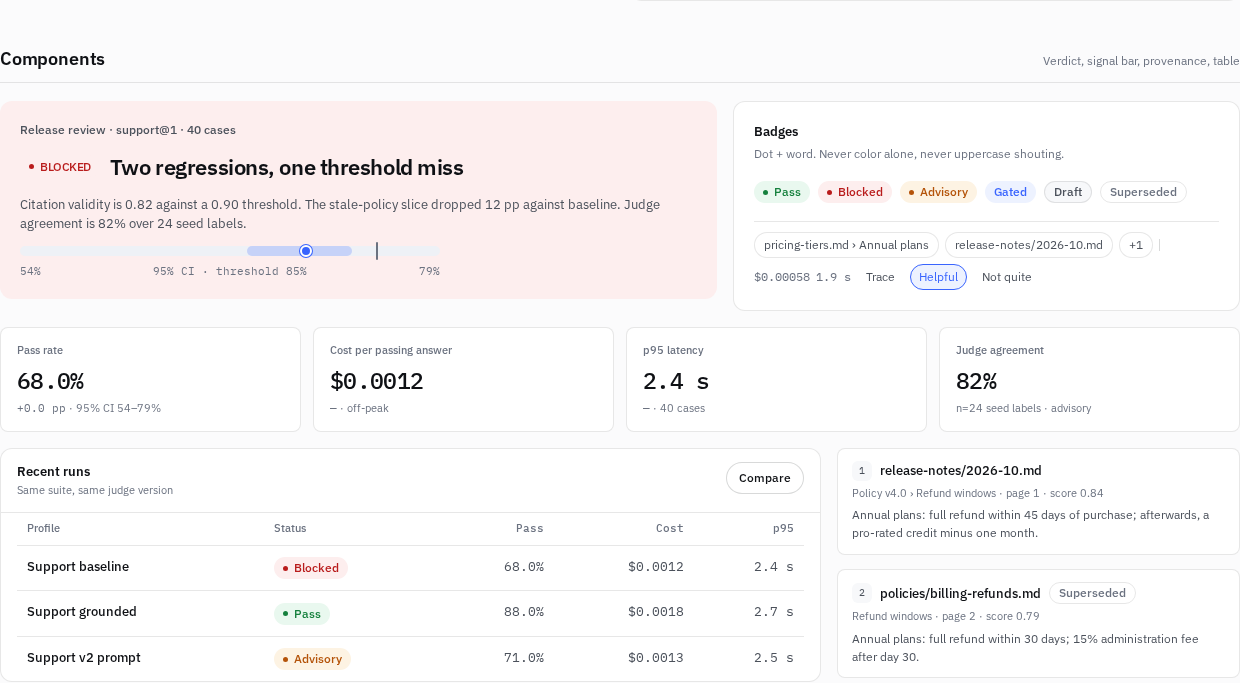 Components
Verdict, signal bar, provenance, table
Release review · support@1 · 40 cases
BLOCKED Two regressions, one threshold miss
Citation validity is 0.82 against a 0.90 threshold. The stale-policy slice dropped 12 pp against baseline. Judge
agreement is 82% over 24 seed labels.
54% 95% CI · threshold 85% 79%
Badges
Dot + word. Never color alone, never uppercase shouting.
Pass Blocked Advisory Gated Draft Superseded
pricing-tiers.md › Annual plans release-notes/2026-10.md +1
$0.00058 1.9 s Trace Helpful Not quite
Pass rate
68.0%
+0.0 pp · 95% CI 54–79%
Cost per passing answer
$0.0012
— · off-peak
p95 latency
2.4 s
— · 40 cases
Judge agreement
82%
n=24 seed labels · advisory
Recent runs
Same suite, same judge version
Compare
Profile Status Pass Cost p95
Support baseline Blocked 68.0% $0.0012 2.4 s
Support grounded Pass 88.0% $0.0018 2.7 s
Support v2 prompt Advisory 71.0% $0.0013 2.5 s
1 release-notes/2026-10.md
Policy v4.0 › Refund windows · page 1 · score 0.84
Annual plans: full refund within 45 days of purchase; afterwards, a
pro-rated credit minus one month.
2 policies/billing-refunds.md Superseded
Refund windows · page 2 · score 0.79
Annual plans: full refund within 30 days; 15% administration fee
after day 30.